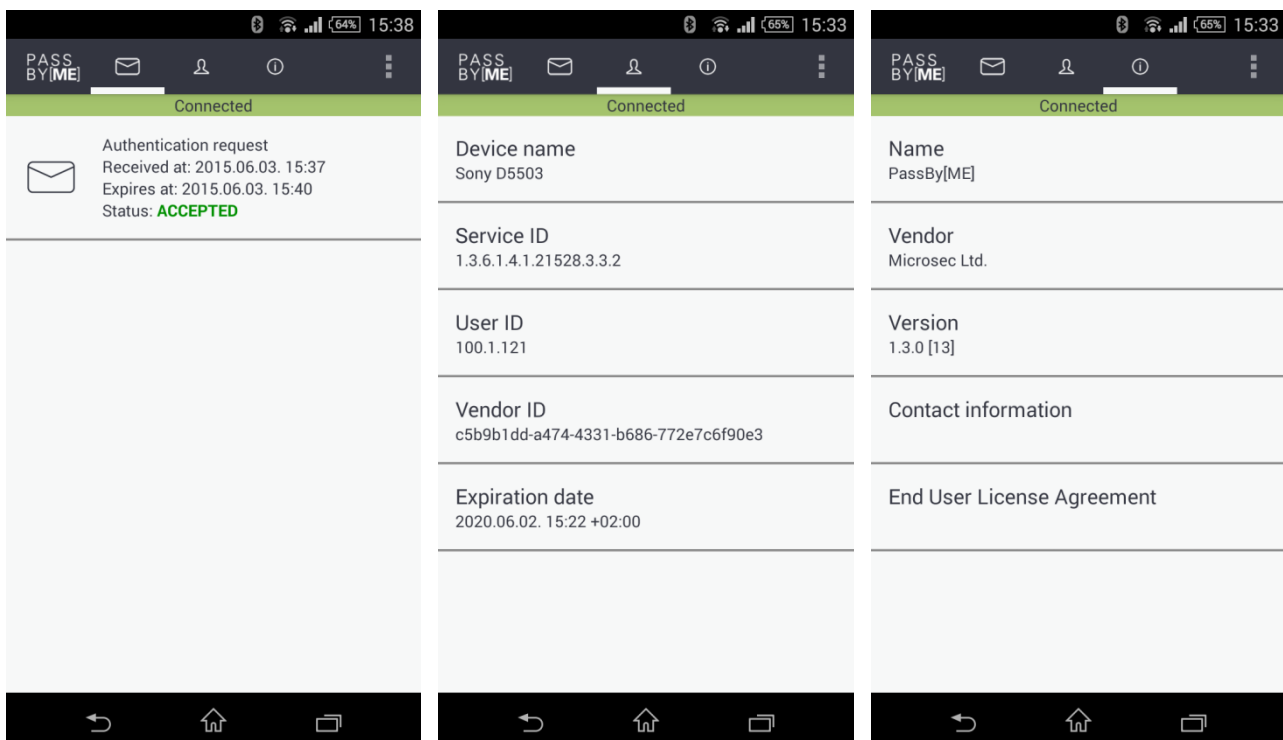 64% 15:38
PASS
BY[ME]
Connected
Authentication request
Received at: 2015.06.03. 15:37
Expires at: 2015.06.03. 15:40
Status: ACCEPTED
65% 15:33
PASS
BY[ME]
Connected
Device name
Sony D5503
Service ID
1.3.6.1.4.1.21528.3.3.2
User ID
100.1.121
Vendor ID
c5b9b1dd-a474-4331-b686-772e7c6f90e3
Expiration date
2020.06.02. 15:22 +02:00
65% 15:33
PASS
BY[ME]
Connected
Name
PassBy[ME]
Vendor
Microsec Ltd.
Version
1.3.0 [13]
Contact information
End User License Agreement